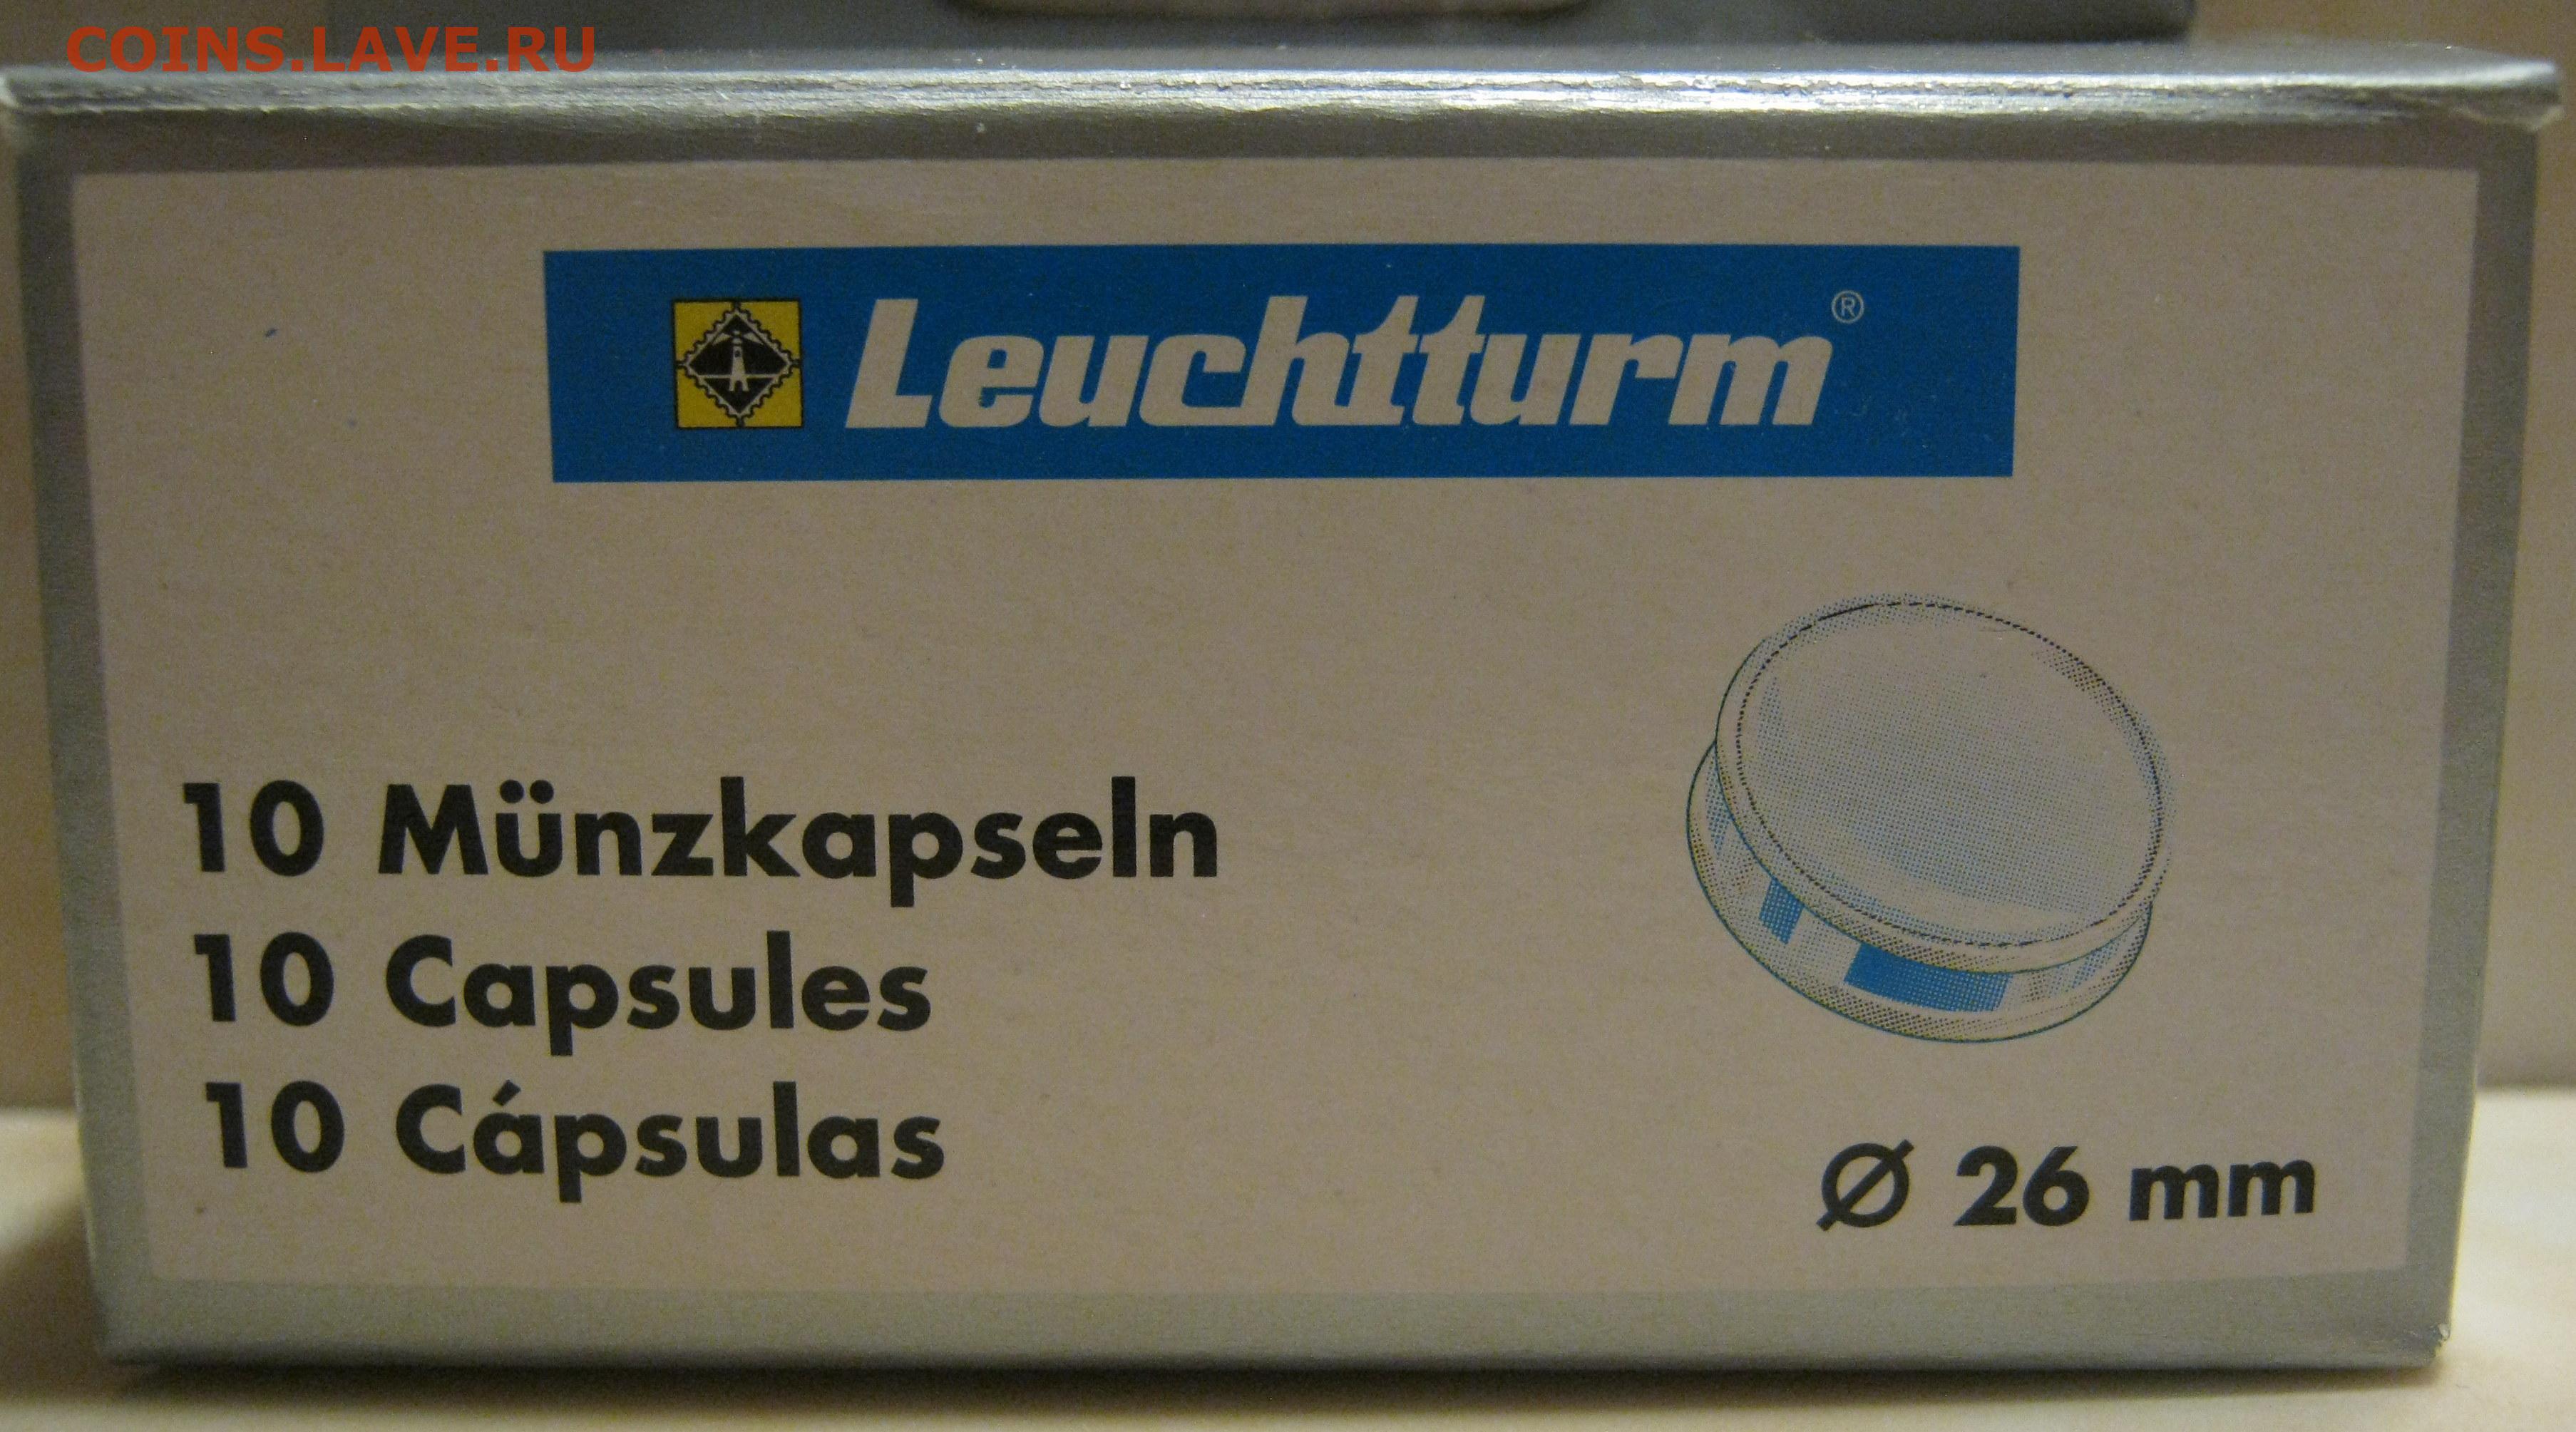 COINS.LAVE.RU
Leuchtturm®
10 Münzkapseln
10 Capsules
10 Cápsulas
Ø 26 mm